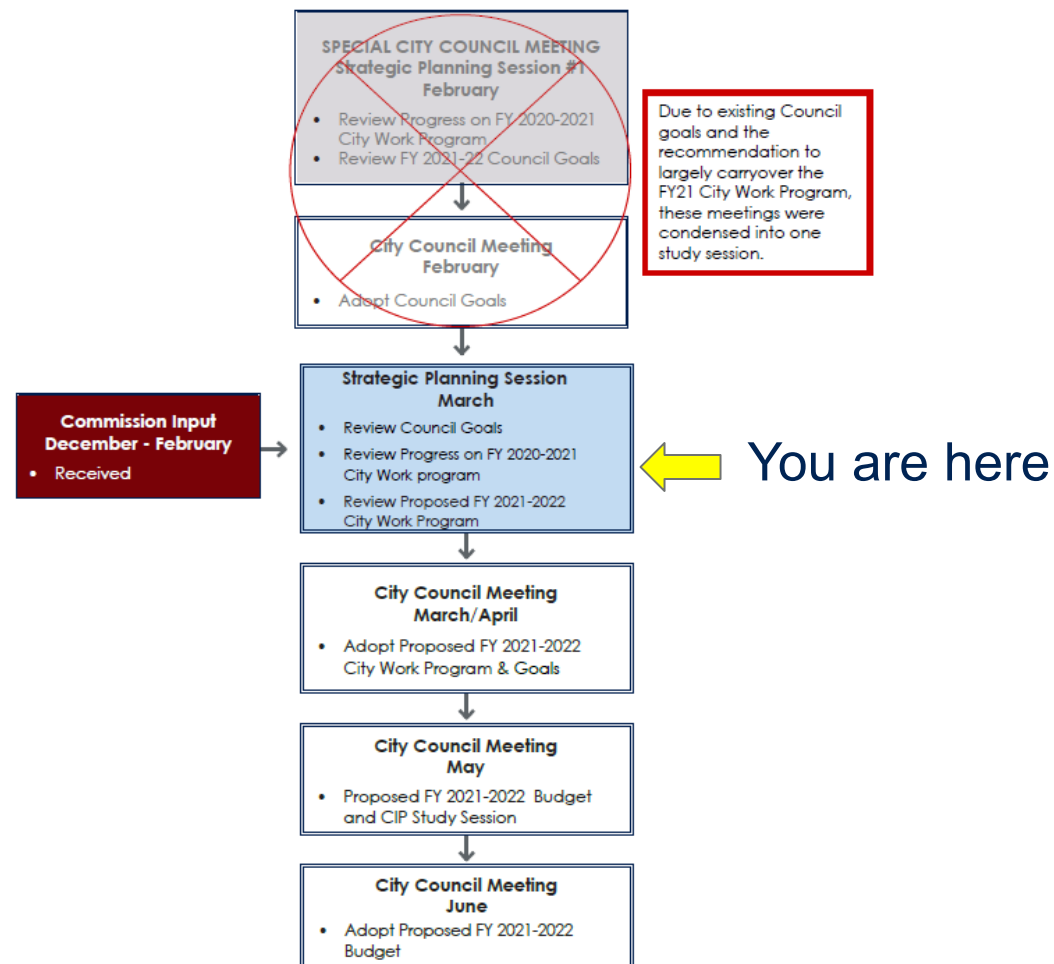 SPECIAL CITY COUNCIL MEETING
Strategic Planning Session #1
February
• Review Progress on FY 2020-2021
City Work Program
• Review FY 2021-22 Council Goals
Due to existing Council
goals and the
recommendation to
largely carryover the
FY21 City Work Program,
these meetings were
condensed into one
study session.
City Council Meeting
February
• Adopt Council Goals
Commission Input
December - February
• Received
Strategic Planning Session
March
• Review Council Goals
• Review Progress on FY 2020-2021
City Work program
• Review Proposed FY 2021-2022
City Work Program
You are here
City Council Meeting
March/April
• Adopt Proposed FY 2021-2022
City Work Program & Goals
City Council Meeting
May
• Proposed FY 2021-2022 Budget
and CIP Study Session
City Council Meeting
June
• Adopt Proposed FY 2021-2022
Budget